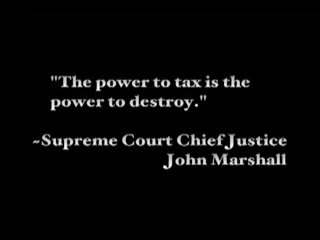 "The power to tax is the
power to destroy."
~Supreme Court Chief Justice
John Marshall